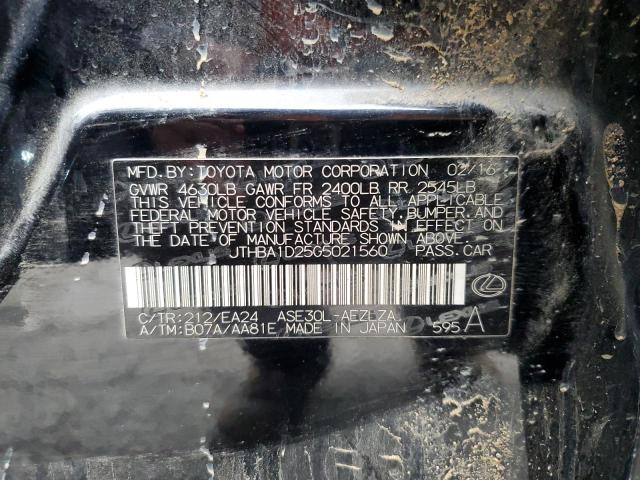 MFD. BY: TOYOTA MOTOR CORPORATION 02/16
GVWR 4630LB GAWR FR 2400LB RR 2545LB
THIS VEHICLE CONFORMS TO ALL APPLICABLE
FEDERAL MOTOR VEHICLE SAFETY, BUMPER, AND
THEFT PREVENTION STANDARDS IN EFFECT ON
THE DATE OF MANUFACTURE SHOWN ABOVE.
JTHBA1D25G5021560 PASS. CAR
C/TR: 212/EA24 ASE30L-AEZLZA
A/TM: B07A/AA81E MADE IN JAPAN 595 A